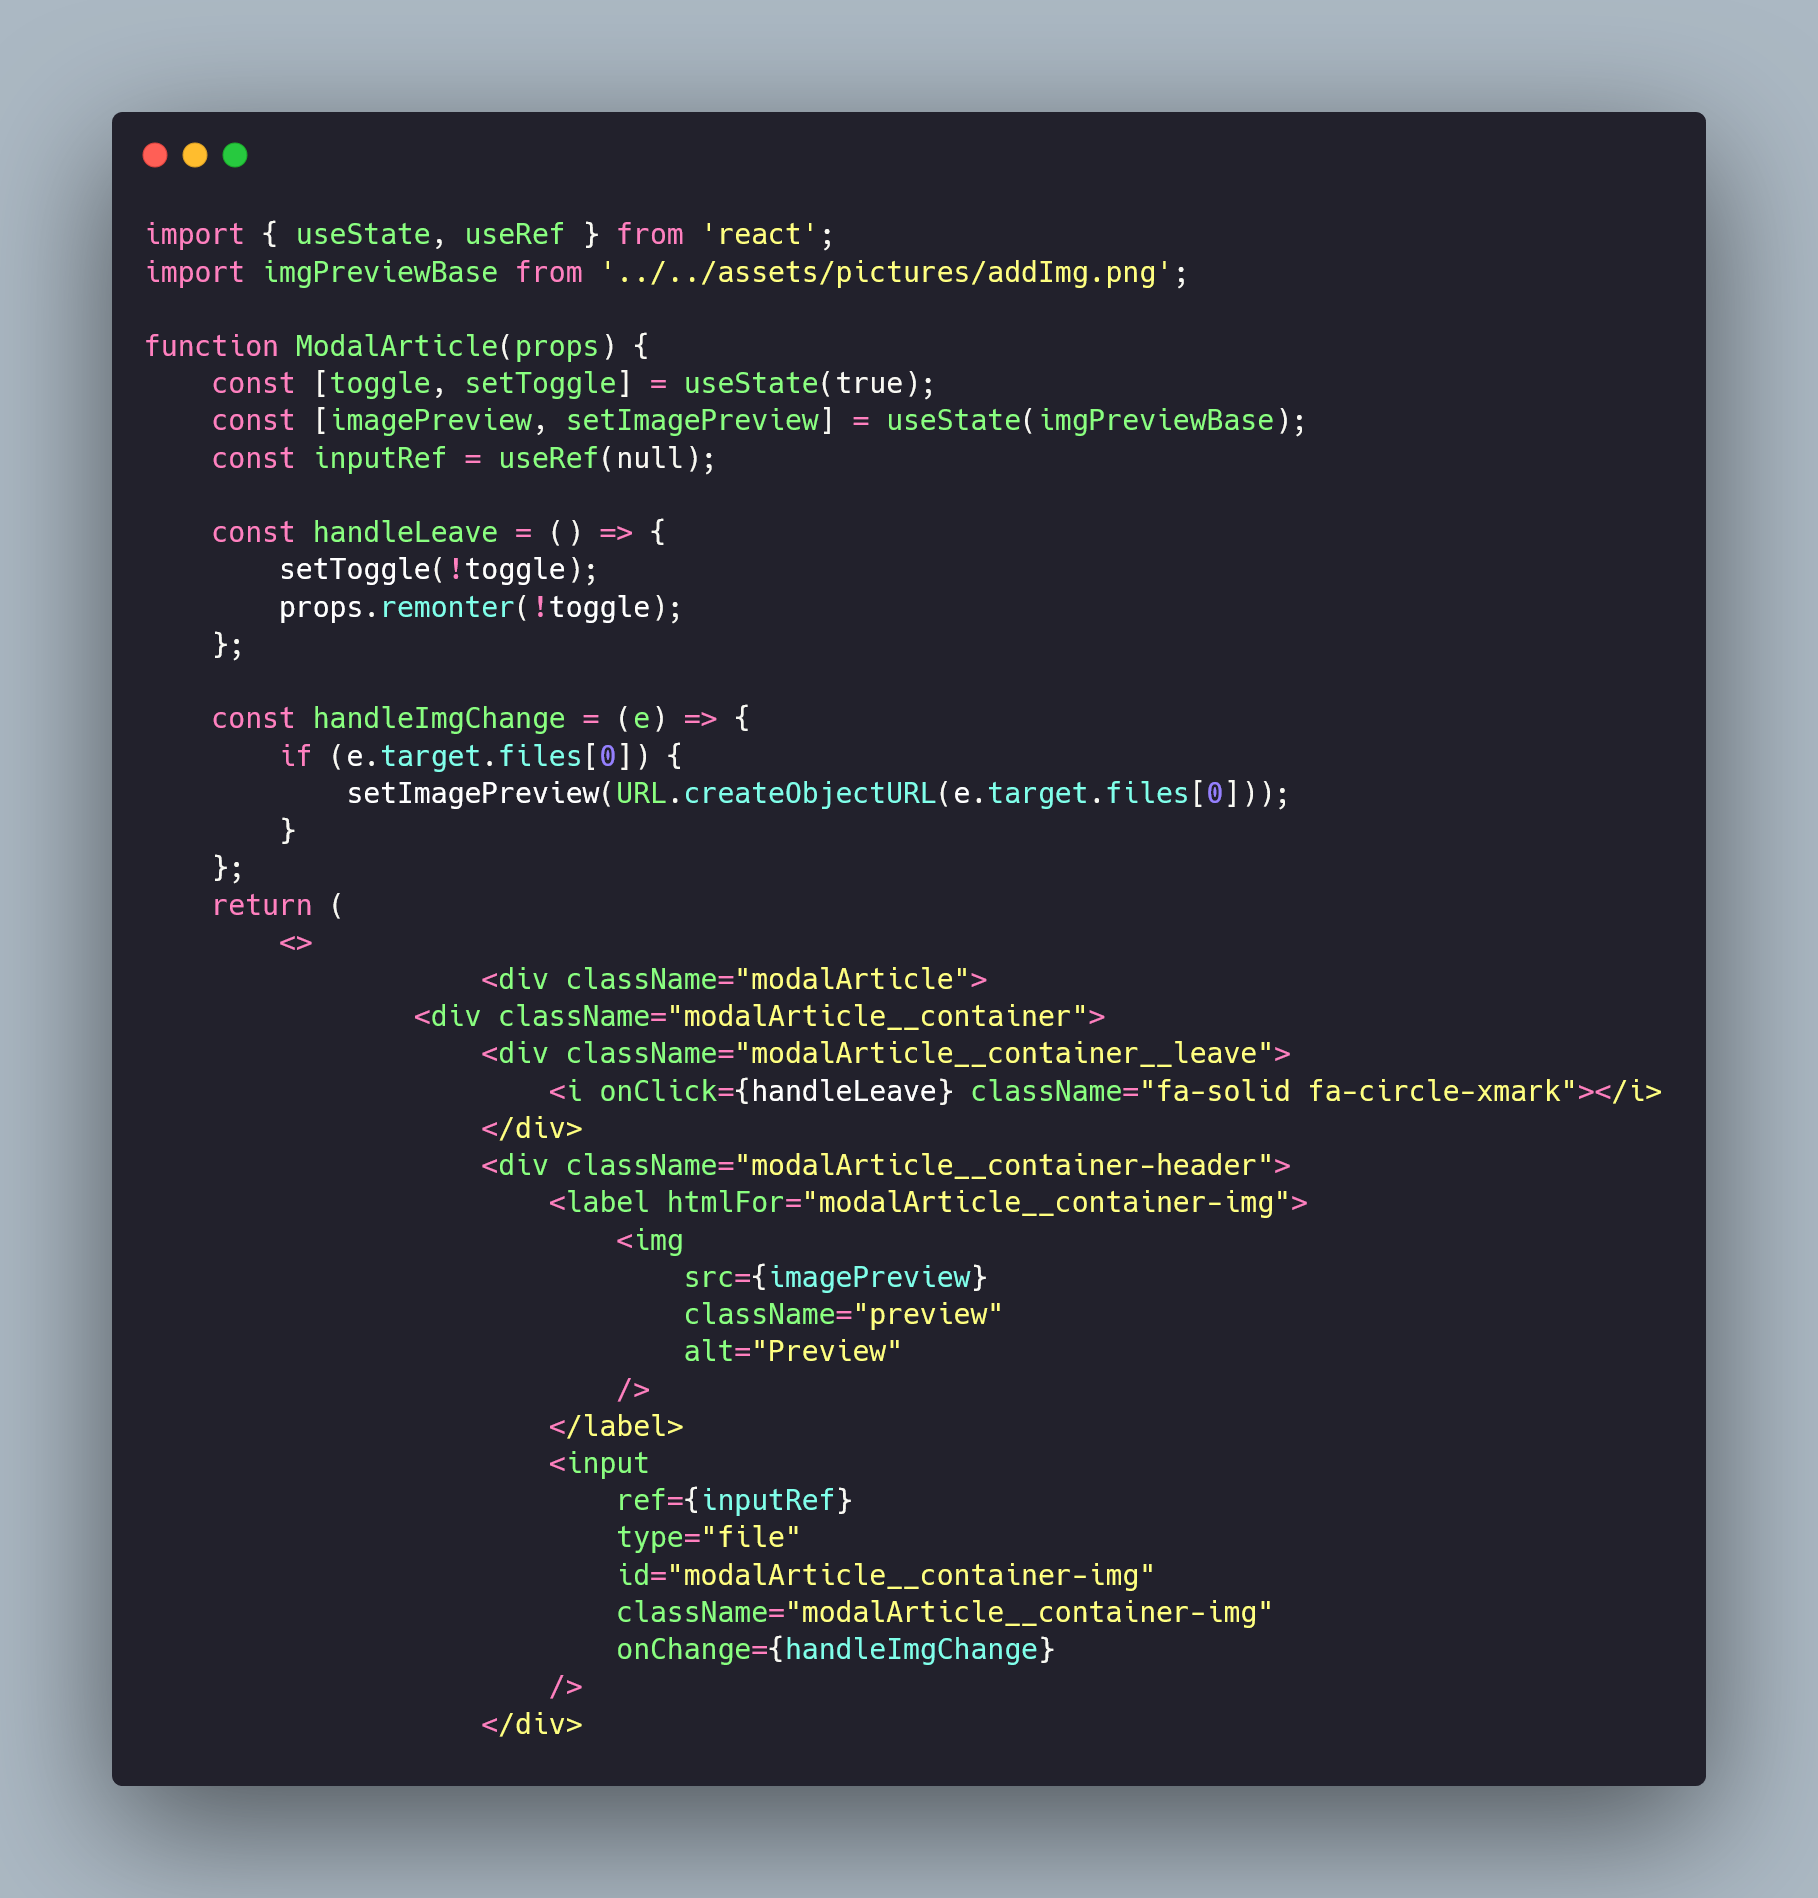 import { useState, useRef } from 'react';
import imgPreviewBase from '../../assets/pictures/addImg.png';

function ModalArticle(props) {
    const [toggle, setToggle] = useState(true);
    const [imagePreview, setImagePreview] = useState(imgPreviewBase);
    const inputRef = useRef(null);

    const handleLeave = () => {
        setToggle(!toggle);
        props.remonter(!toggle);
    };

    const handleImgChange = (e) => {
        if (e.target.files[0]) {
            setImagePreview(URL.createObjectURL(e.target.files[0]));
        }
    };
    return (
        <>
                    <div className="modalArticle">
                <div className="modalArticle__container">
                    <div className="modalArticle__container__leave">
                        <i onClick={handleLeave} className="fa-solid fa-circle-xmark"></i>
                    </div>
                    <div className="modalArticle__container-header">
                        <label htmlFor="modalArticle__container-img">
                            <img
                                src={imagePreview}
                                className="preview"
                                alt="Preview"
                            />
                        </label>
                        <input
                            ref={inputRef}
                            type="file"
                            id="modalArticle__container-img"
                            className="modalArticle__container-img"
                            onChange={handleImgChange}
                        />
                    </div>